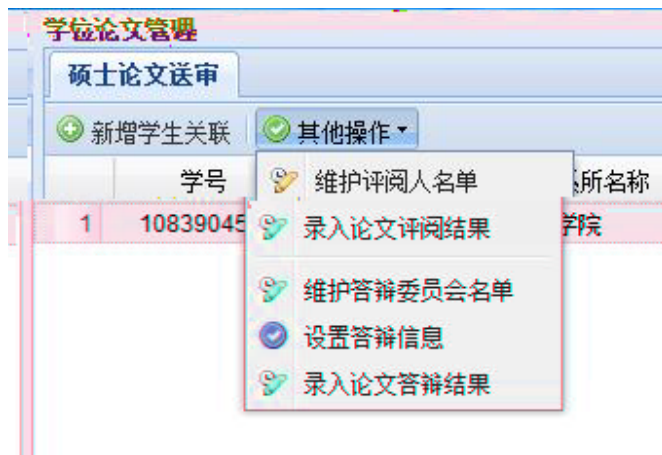 学位论文管理
硕士论文送审
新增学生关联 其他操作
学号 系所名称
1 10839045 学院
维护评阅人名单
录入论文评阅结果
维护答辩委员会名单
设置答辩信息
录入论文答辩结果